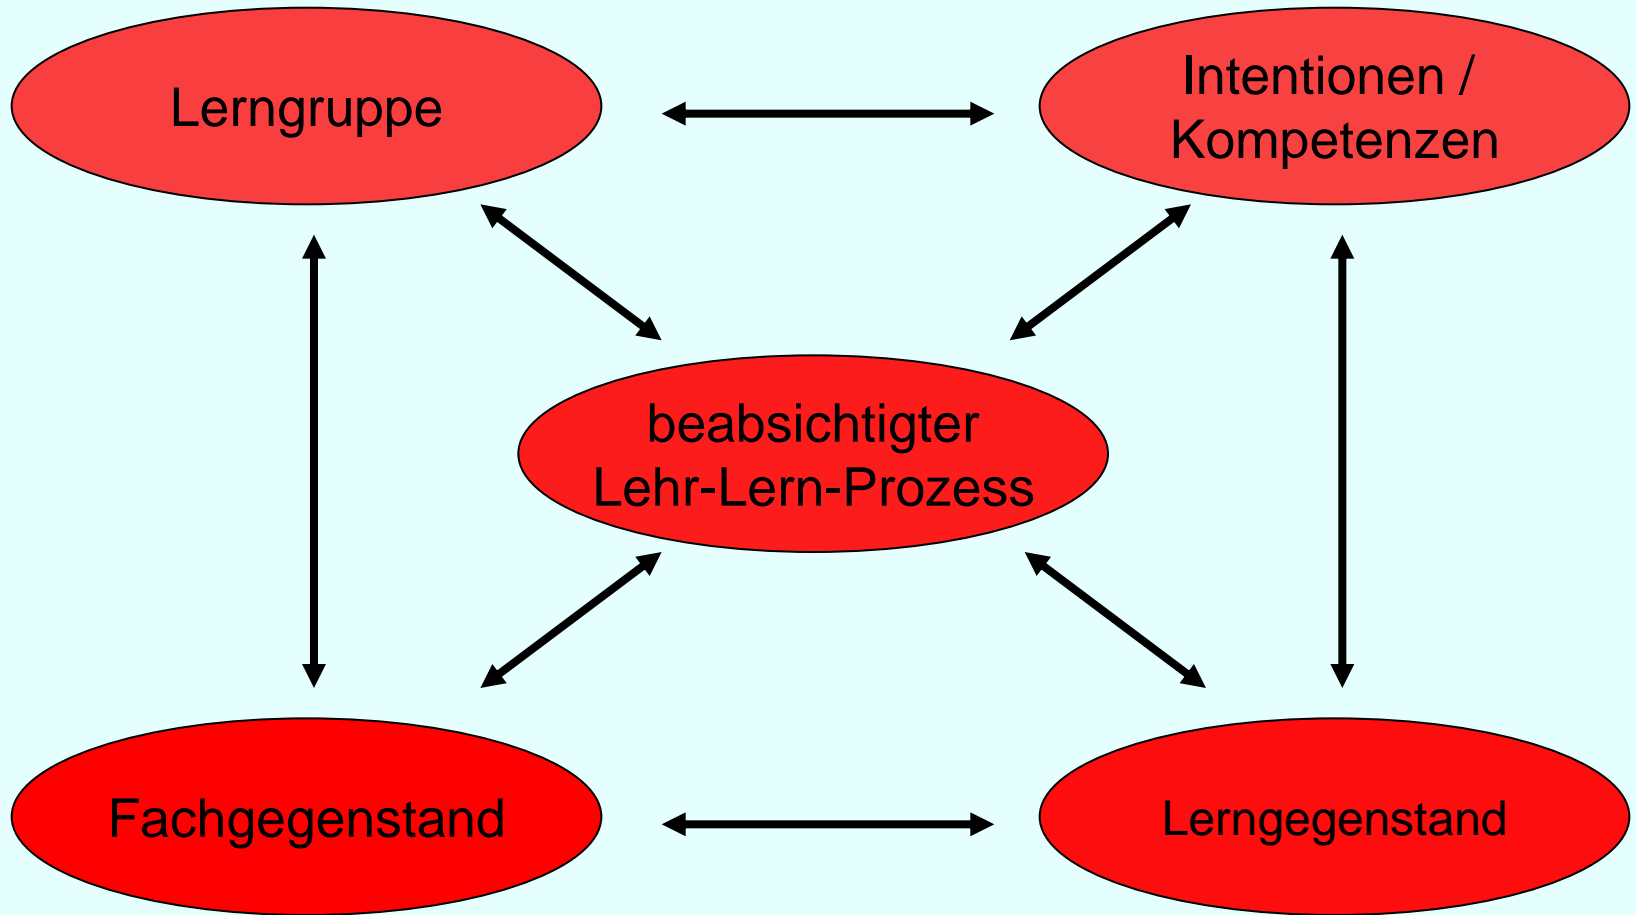 Lerngruppe
Intentionen /
Kompetenzen
beabsichtigter
Lehr-Lern-Prozess
Fachgegenstand
Lerngegenstand